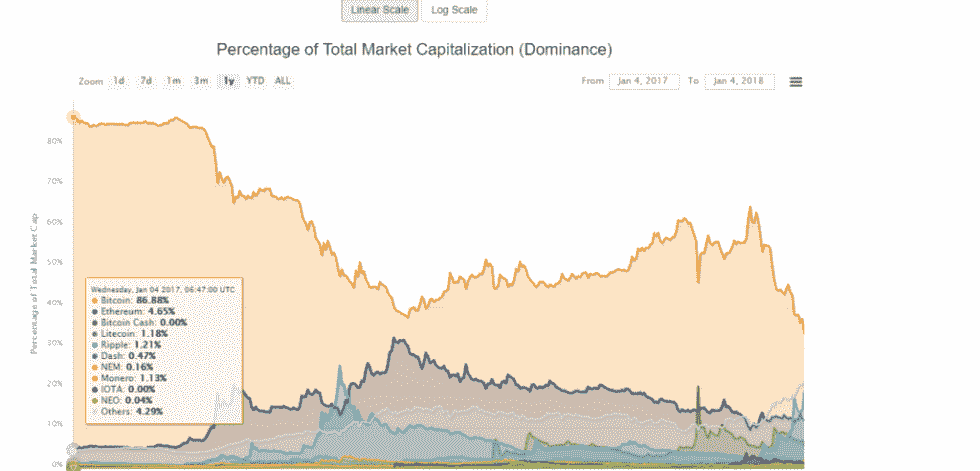 Linear Scale Log Scale
Percentage of Total Market Capitalization (Dominance)
Zoom 1d 7d 1m 3m 1y YTD ALL From Jan 4, 2017 To Jan 4, 2018
80%
70%
60%
50%
40%
30%
20%
10%
0%
Percentage of Total Market Cap
Wednesday, Jan 04 2017, 06:47:00 UTC
Bitcoin: 86.88%
Ethereum: 4.65%
Bitcoin Cash: 0.00%
Litecoin: 1.18%
Ripple: 1.21%
Dash: 0.47%
NEM: 0.16%
Monero: 1.13%
IOTA: 0.00%
NEO: 0.04%
Others: 4.29%